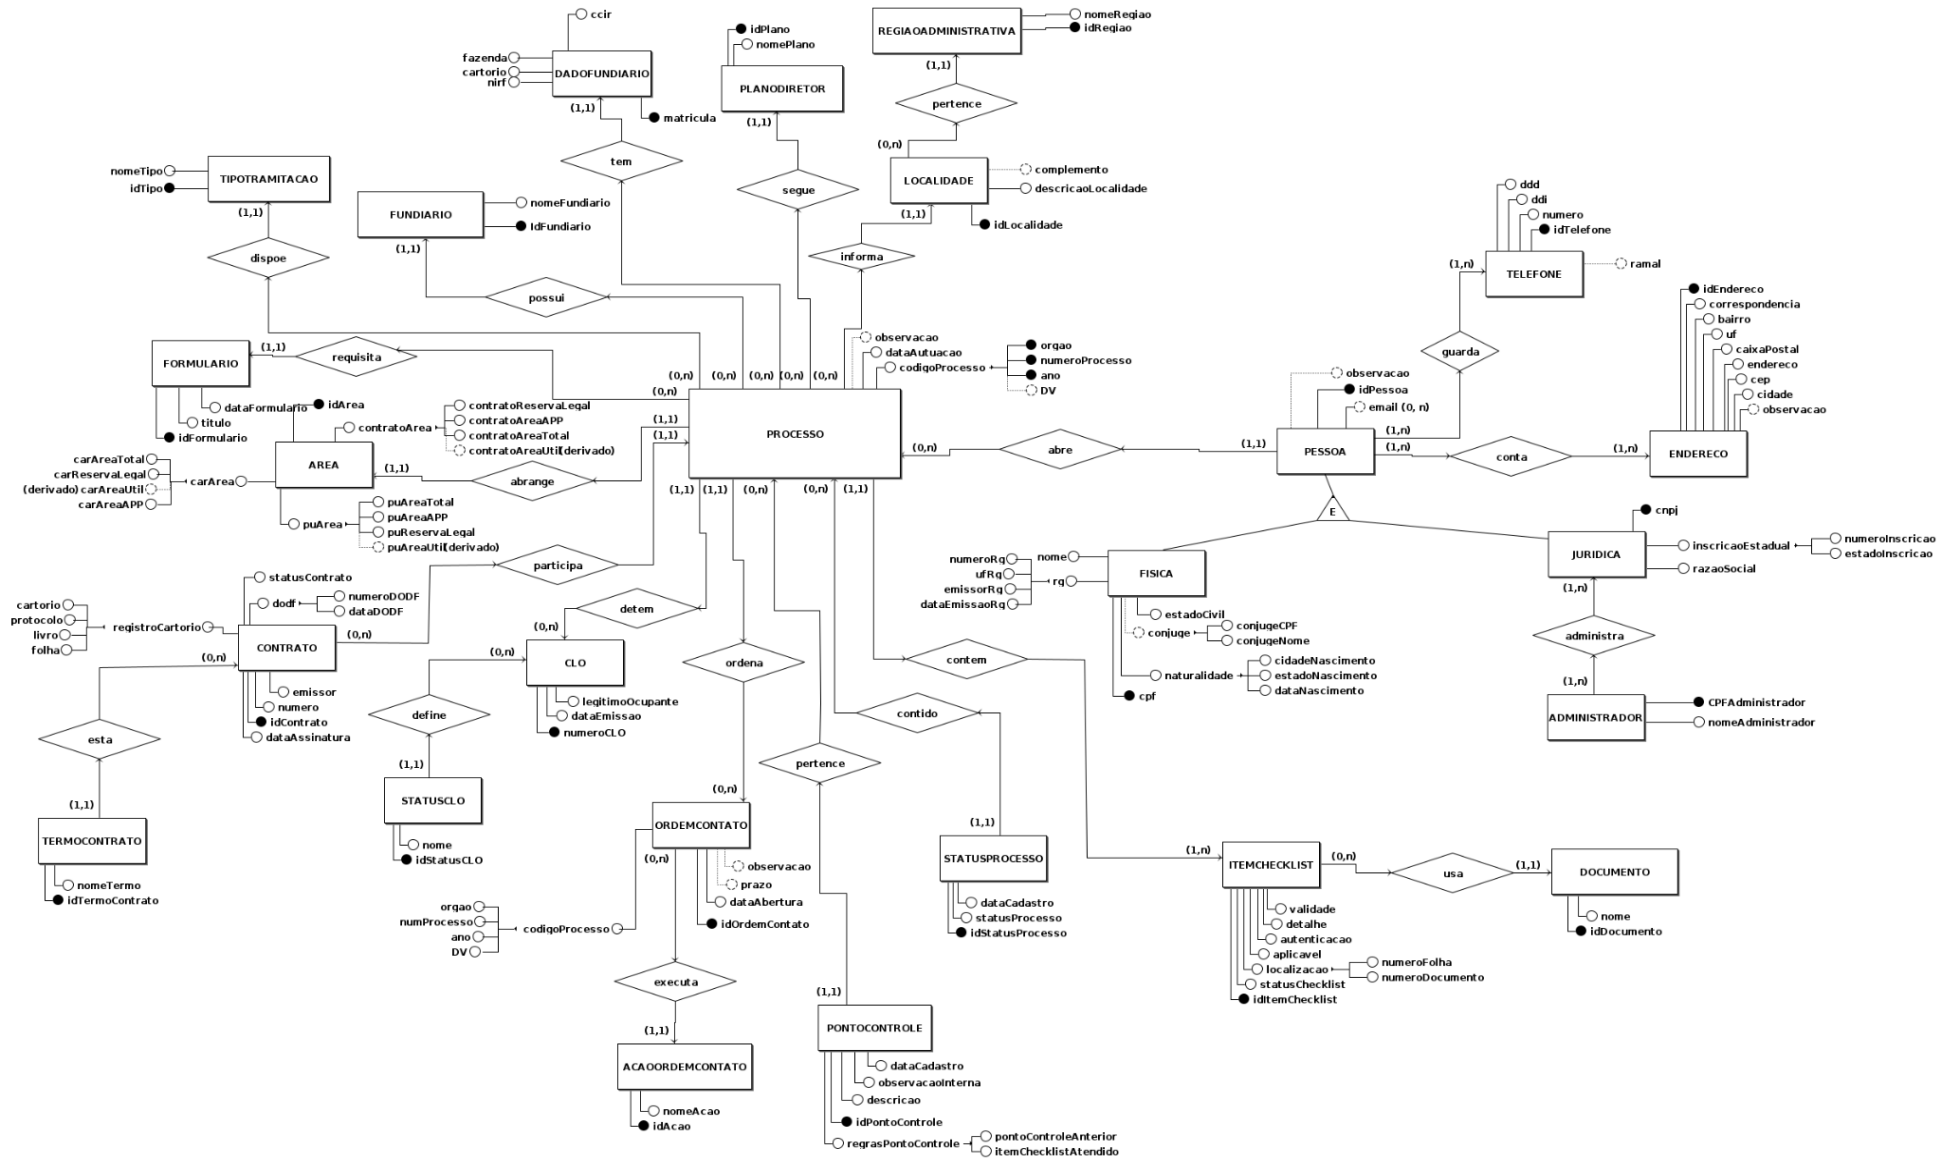 ccir
fazenda
cartorio
nirf
DADOFUNDIARIO
(1,1)
matricula
tem
idPlano
nomePlano
PLANODIRETOR
(1,1)
segue
REGIAOADMINISTRATIVA
nomeRegiao
idRegiao
(1,1)
pertence
(0,n)
LOCALIDADE
complemento
descricaoLocalidade
idLocalidade
(1,1)
informa
nomeTipo
idTipo
TIPOTRAMITACAO
(1,1)
dispoe
FUNDIARIO
nomeFundiario
IdFundiario
(1,1)
possui
ddd
ddi
numero
idTelefone
TELEFONE
ramal
(1,n)
guarda
idEndereco
correspondencia
bairro
uf
caixaPostal
endereco
cep
cidade
observacao
ENDERECO
(1,n)
conta
FORMULARIO
(1,1)
requisita
dataFormulario
titulo
idFormulario
(0,n)
(0,n)
(0,n)
(0,n)
(0,n)
(0,n)
(1,1)
(1,1)
PROCESSO
observacao
dataAutuacao
codigoProcesso
orgao
numeroProcesso
ano
DV
(0,n)
abre
(1,1)
observacao
idPessoa
email (0, n)
PESSOA
(1,n)
(1,n)
E
idArea
contratoArea
contratoReservaLegal
contratoAreaAPP
contratoAreaTotal
contratoAreaUtil(derivado)
AREA
(1,1)
abrange
carAreaTotal
carReservaLegal
(derivado) carAreaUtil
carAreaAPP
carArea
puArea
puAreaTotal
puAreaAPP
puReservaLegal
puAreaUtil(derivado)
(1,1)
(1,1)
(0,n)
(0,n)
(1,1)
participa
statusContrato
dodf
numeroDODF
dataDODF
cartorio
protocolo
livro
folha
registroCartorio
CONTRATO
(0,n)
(0,n)
emissor
numero
idContrato
dataAssinatura
esta
(1,1)
TERMOCONTRATO
nomeTermo
idTermoContrato
detem
(0,n)
CLO
(0,n)
legitimoOcupante
dataEmissao
numeroCLO
define
(1,1)
STATUSCLO
nome
idStatusCLO
ordena
(0,n)
ORDEMCONTATO
(0,n)
observacao
prazo
dataAbertura
idOrdemContato
orgao
numProcesso
ano
DV
codigoProcesso
executa
(1,1)
ACAOORDEMCONTATO
nomeAcao
idAcao
pertence
(1,1)
PONTOCONTROLE
dataCadastro
observacaoInterna
descricao
idPontoControle
regrasPontoControle
pontoControleAnterior
itemChecklistAtendido
contido
(1,1)
STATUSPROCESSO
dataCadastro
statusProcesso
idStatusProcesso
contem
(1,n)
ITEMCHECKLIST
validade
detalhe
autenticacao
aplicavel
localizacao
numeroFolha
numeroDocumento
statusChecklist
idItemChecklist
(0,n)
usa
(1,1)
DOCUMENTO
nome
idDocumento
numeroRg
ufRg
emissorRg
dataEmissaoRg
nome
rg
FISICA
estadoCivil
conjuge
conjugeCPF
conjugeNome
naturalidade
cidadeNascimento
estadoNascimento
dataNascimento
cpf
cnpj
JURIDICA
inscricaoEstadual
numeroInscricao
estadoInscricao
razaoSocial
(1,n)
administra
(1,n)
ADMINISTRADOR
CPFAdministrador
nomeAdministrador